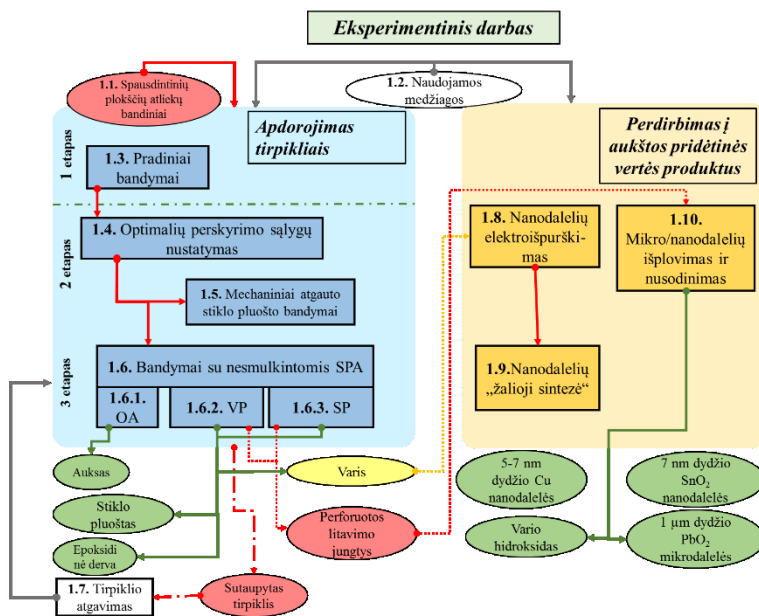 Eksperimentinis darbas
1.1. Spausdintinių
plokščių atliekų
bandiniai
1.2. Naudojamos
medžiagos
Apdorojimas
tirpikliais
Perdirbimas į
aukštos pridėtinės
vertės produktus
1 etapas
1.3. Pradiniai
bandymai
2 etapas
1.4. Optimalių perskyrimo sąlygų
nustatymas
1.5. Mechaniniai atgauto
stiklo pluošto bandymai
3 etapas
1.6. Bandymai su nesmulkintomis SPA
1.6.1.
OA
1.6.2. VP
1.6.3. SP
1.8. Nanodalelių
elektroišpurški-
mas
1.10.
Mikro/nanodalelių
išplovimas ir
nusodinimas
1.9.Nanodalelių
„žalioji sintezė“
Auksas
Stiklo
pluoštas
Epoksidi
nė derva
1.7. Tirpiklio
atgavimas
Varis
Perforuotos
litavimo
jungtys
Sutaupytas
tirpiklis
5-7 nm
dydžio Cu
nanodalelės
7 nm dydžio
SnO₂
nanodalelės
Vario
hidroksidas
1 µm dydžio
PbO₂
mikrodalelės